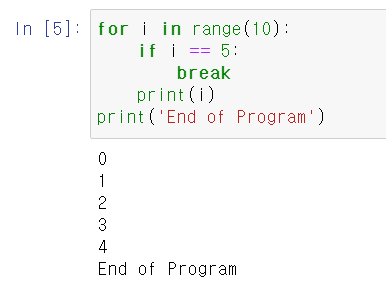 In [5]: for i in range(10):
    if i == 5:
        break
    print(i)
print('End of Program')
0
1
2
3
4
End of Program